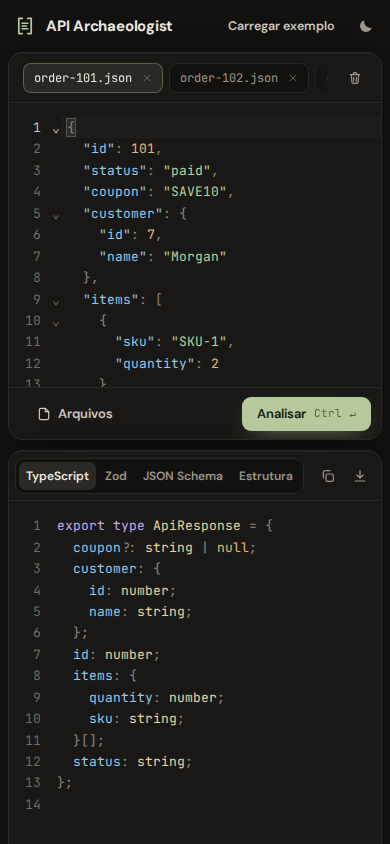 API Archaeologist
Carregar exemplo
order-101.json
order-102.json
1 {
2 "id": 101,
3 "status": "paid",
4 "coupon": "SAVE10",
5 "customer": {
6 "id": 7,
7 "name": "Morgan"
8 },
9 "items": [
10 {
11 "sku": "SKU-1",
12 "quantity": 2
13 }
Arquivos
Analisar Ctrl ↵
TypeScript Zod JSON Schema Estrutura
1 export type ApiResponse = {
2 coupon?: string | null;
3 customer: {
4 id: number;
5 name: string;
6 };
7 id: number;
8 items: {
9 quantity: number;
10 sku: string;
11 }[];
12 status: string;
13 };
14